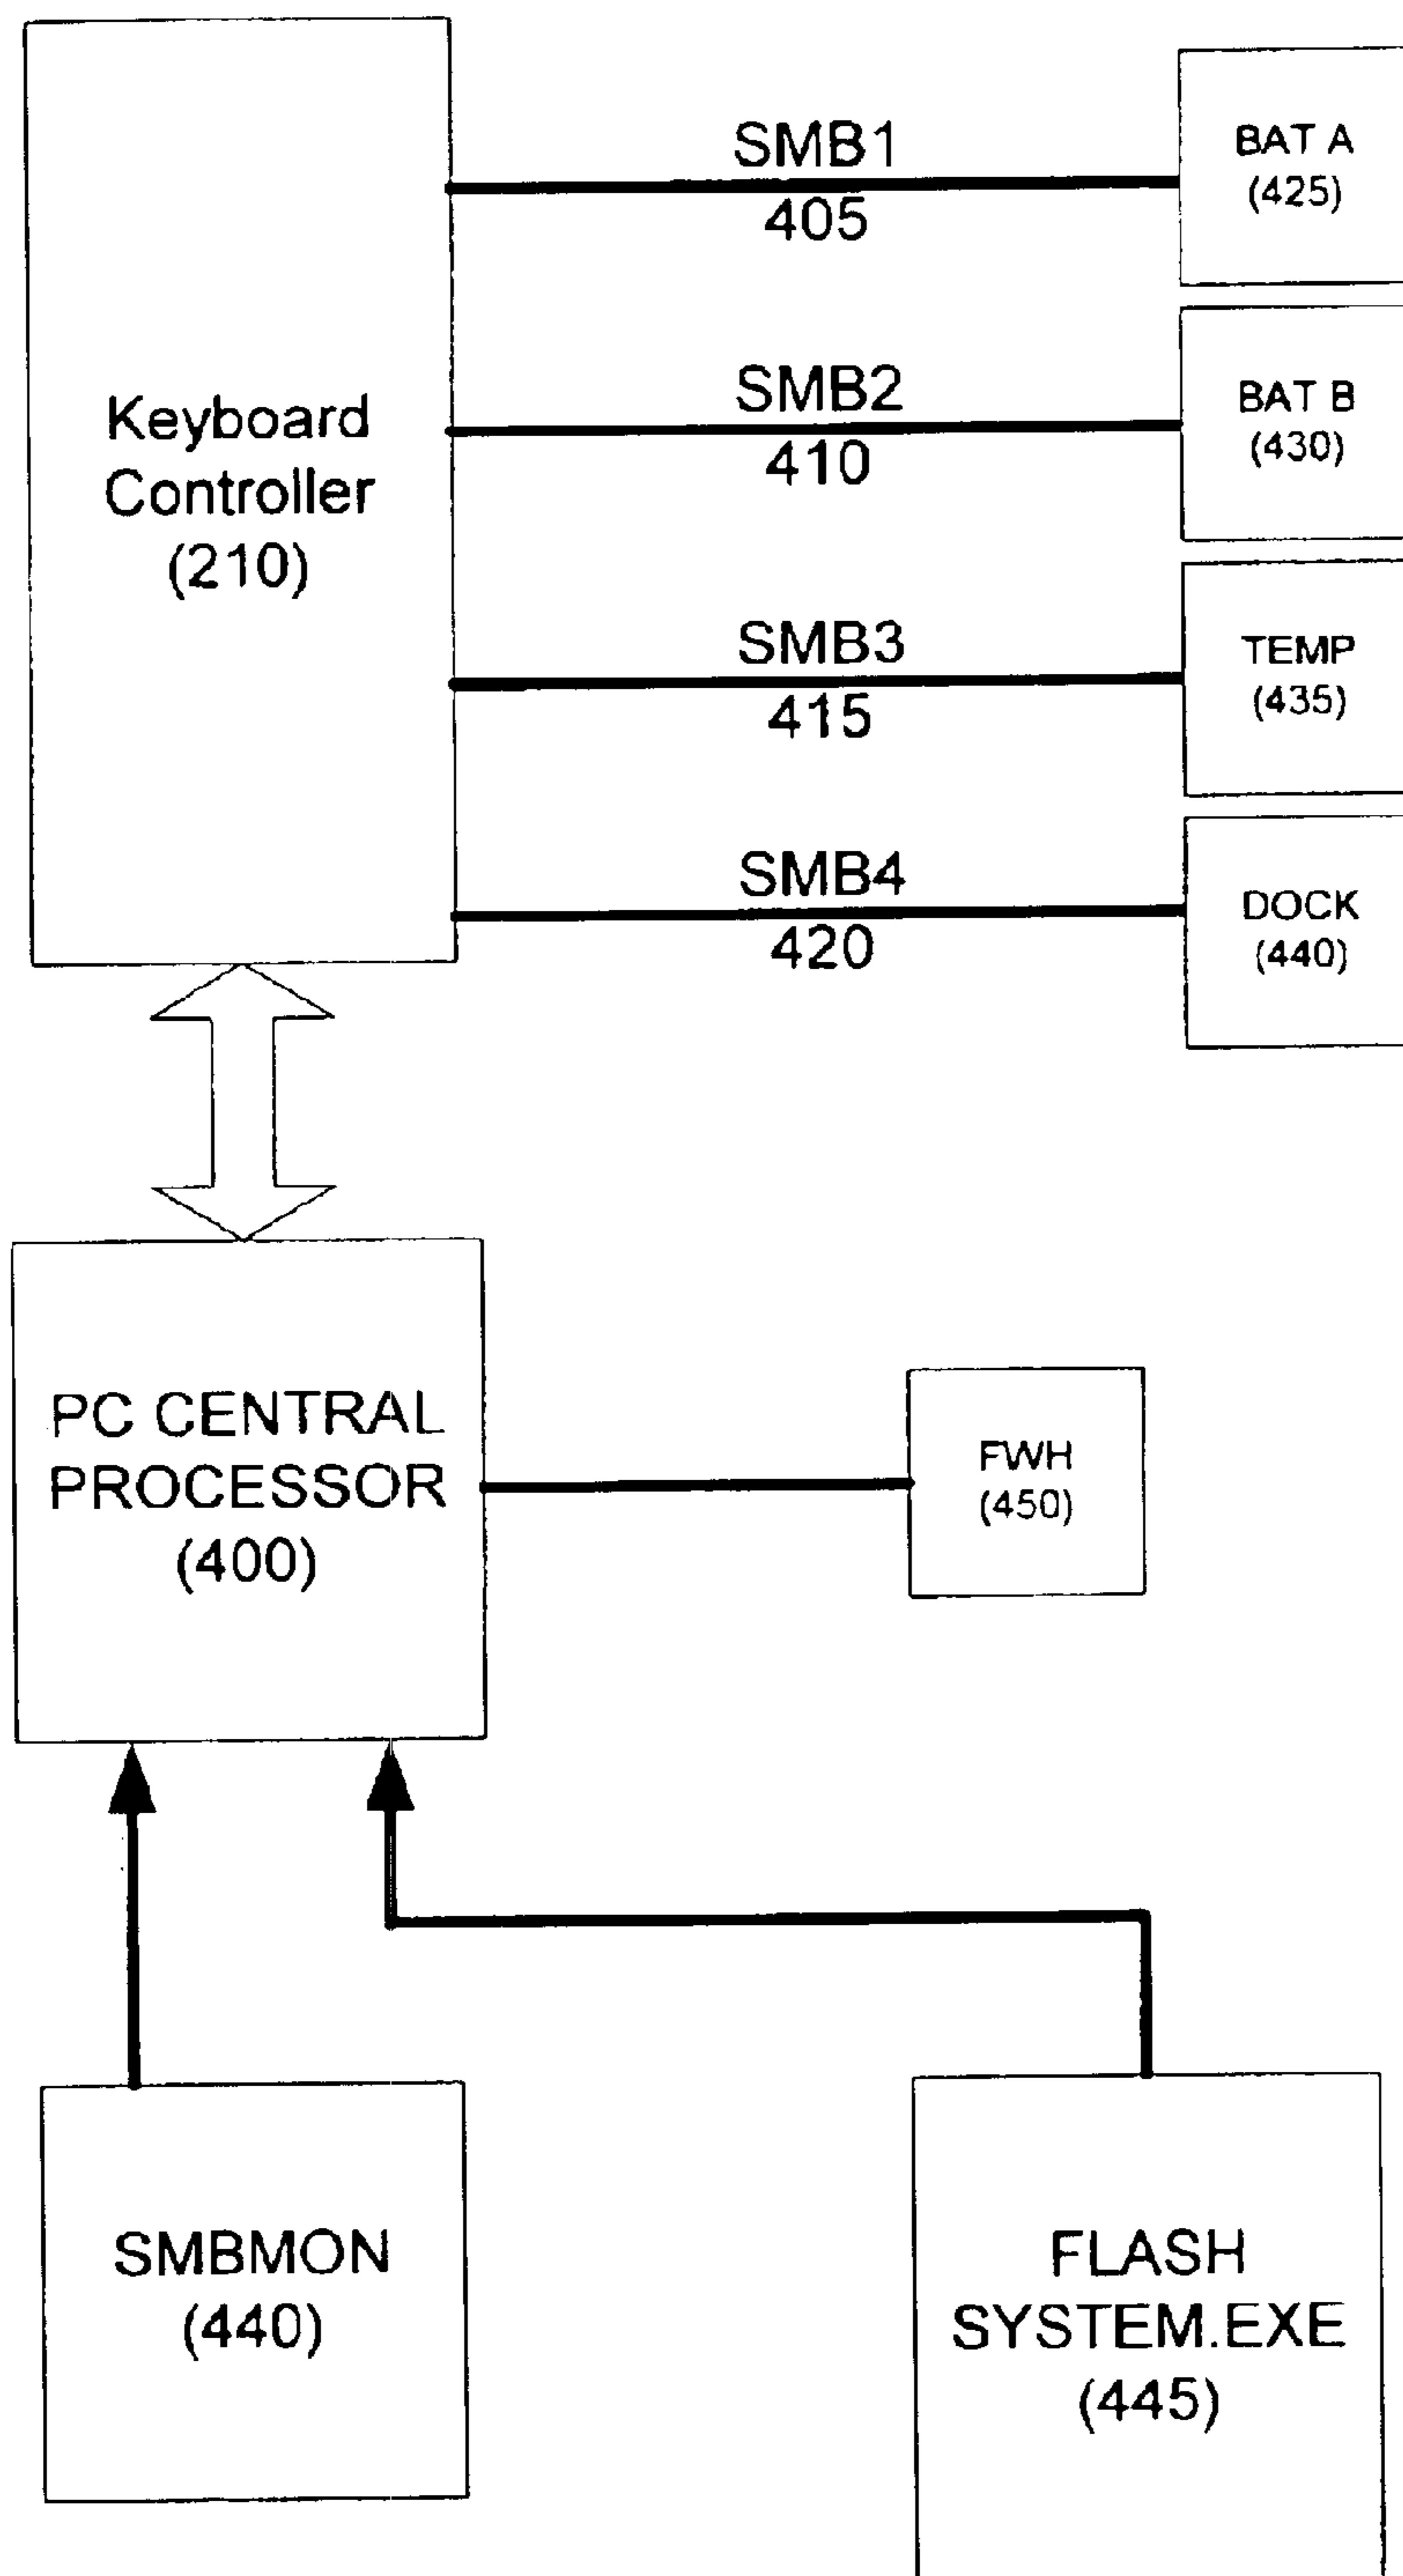 SMB1
405
BAT A
(425)
Keyboard
Controller
(210)
SMB2
410
BAT B
(430)
SMB3
415
TEMP
(435)
SMB4
420
DOCK
(440)
PC CENTRAL
PROCESSOR
(400)
FWH
(450)
SMBMON
(440)
FLASH
SYSTEM.EXE
(445)